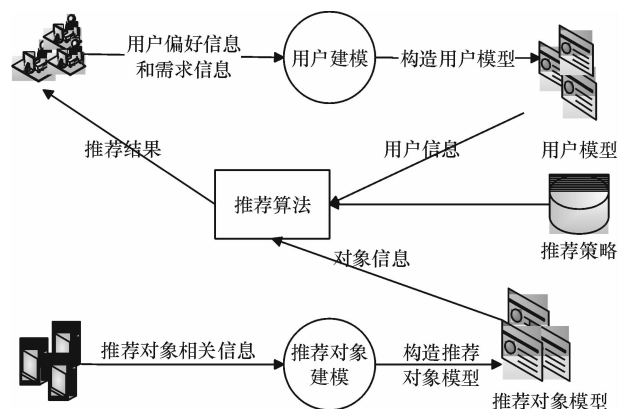 用户偏好信息
和需求信息
用户建模
构造用户模型
推荐结果
用户信息
用户模型
推荐算法
推荐策略
对象信息
推荐对象相关信息
推荐对象
建模
构造推荐
对象模型
推荐对象模型